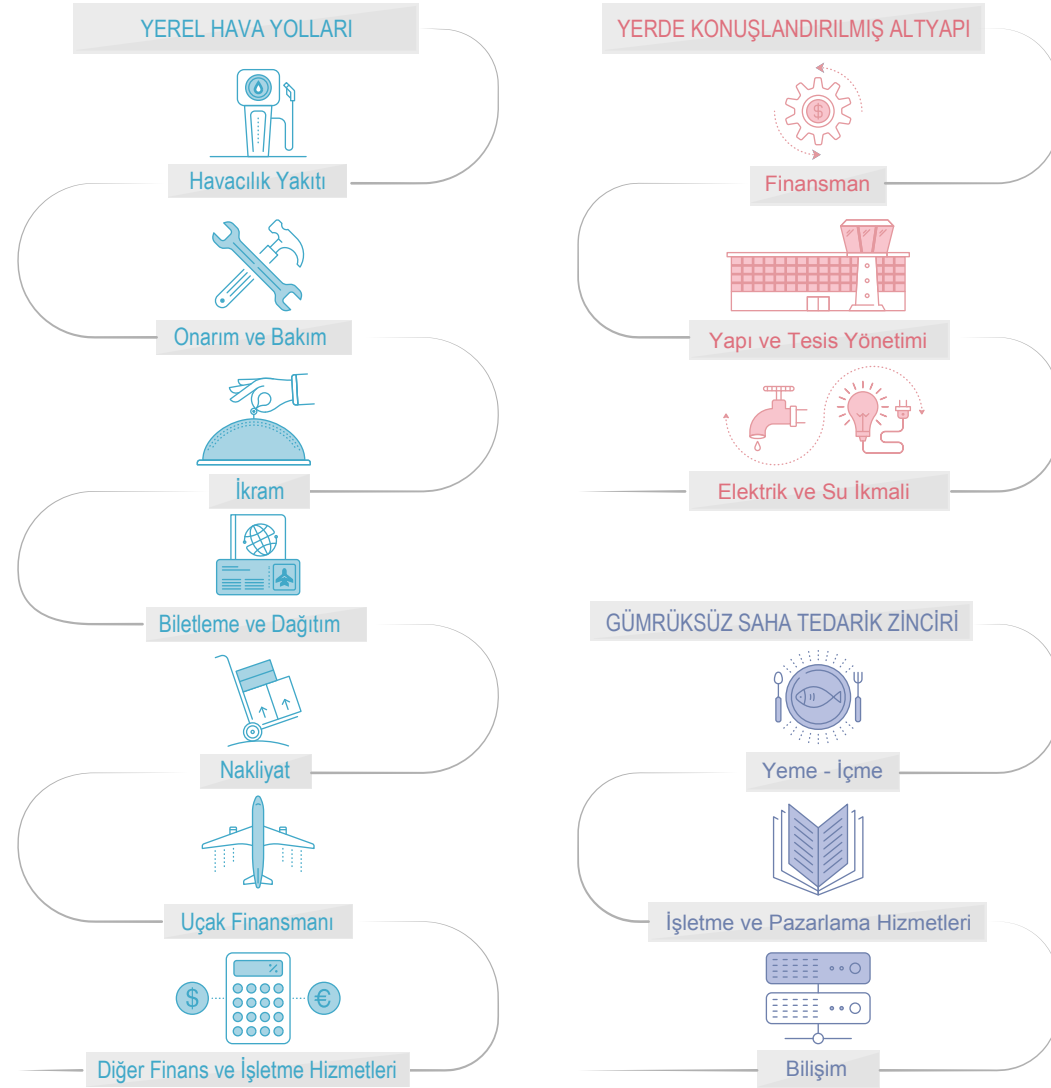 YEREL HAVA YOLLARI
Havacılık Yakıtı
Onarım ve Bakım
İkram
Biletleme ve Dağıtım
Nakliyat
Uçak Finansmanı
%
$
€
Diğer Finans ve İşletme Hizmetleri
YERDE KONUŞLANDIRILMIŞ ALTYAPI
$
Finansman
Yapı ve Tesis Yönetimi
Elektrik ve Su İkmali
GÜMRÜKSÜZ SAHA TEDARİK ZİNCİRİ
Yeme - İçme
İşletme ve Pazarlama Hizmetleri
Bilişim